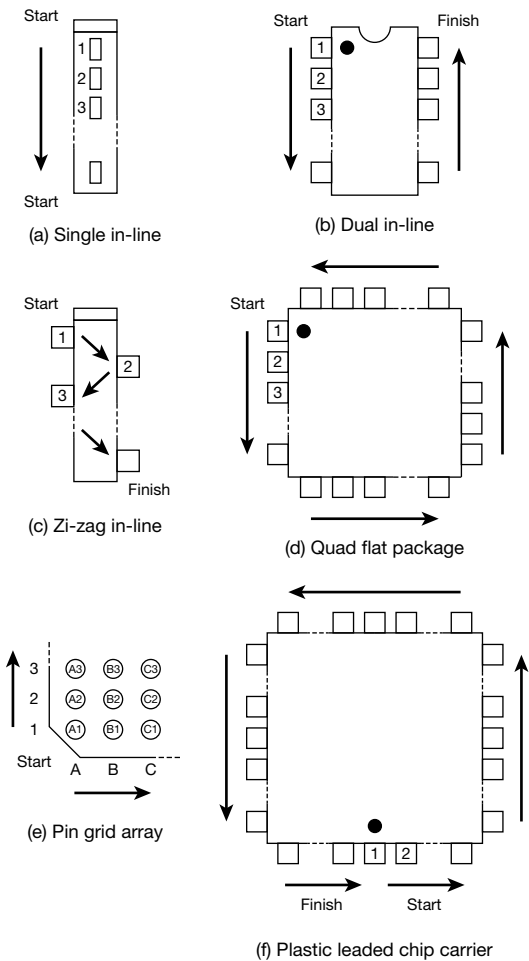 Start
1
2
3
Start
(a) Single in-line
Start
Finish
1
2
3
(b) Dual in-line
Start
1
2
3
Finish
(c) Zi-zag in-line
Start
1
2
3
(d) Quad flat package
3 A3 B3 C3
2 A2 B2 C2
1 A1 B1 C1
Start A B C
(e) Pin grid array
1 2
Finish Start
(f) Plastic leaded chip carrier